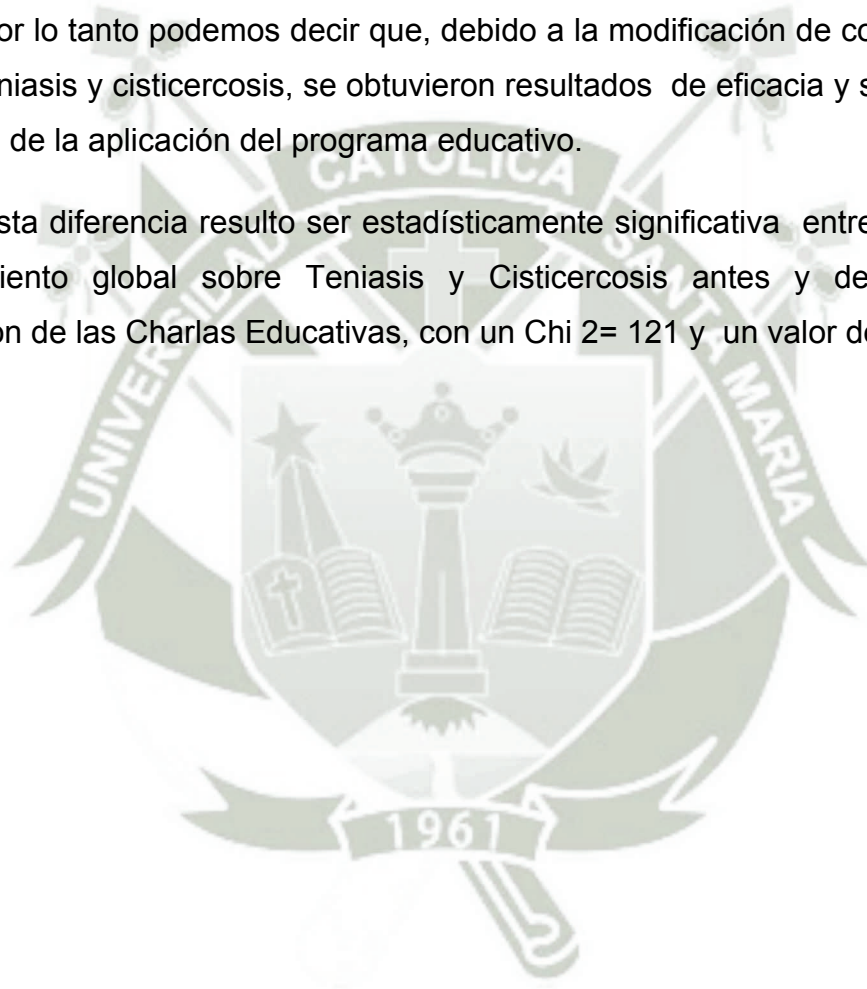 or lo tanto podemos decir que, debido a la modificación de co
niasis y cisticercosis, se obtuvieron resultados de eficacia y s
de la aplicación del programa educativo.
sta diferencia resulto ser estadísticamente significativa entre
iento global sobre Teniasis y Cisticercosis antes y de
on de las Charlas Educativas, con un Chi 2= 121 y un valor de
UNIVERSIDAD CATOLICA SANTA MARIA
1961